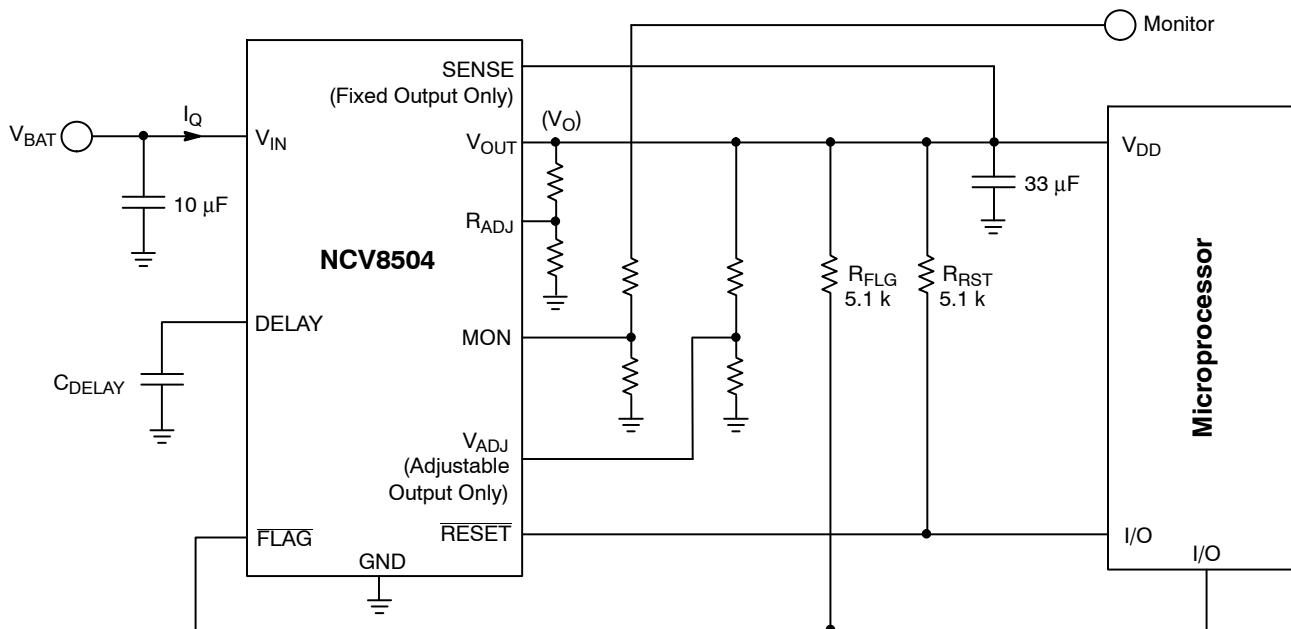 Monitor
SENSE
(Fixed Output Only)
V_BAT
I_Q
V_IN
(V_O)
V_OUT
V_DD
10 μF
33 μF
R_ADJ
NCV8504
R_FLG
5.1 k
R_RST
5.1 k
Microprocessor
DELAY
MON
C_DELAY
V_ADJ
(Adjustable
Output Only)
FLAG
RESET
I/O
GND
I/O